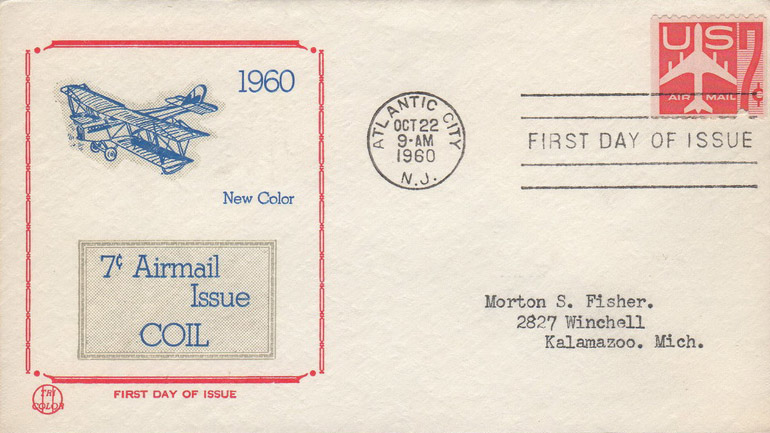 1960
New Color
7¢ Airmail
Issue
COIL
TRI
COLOR
FIRST DAY OF ISSUE
ATLANTIC CITY
OCT 22
9-AM
1960
N.J.
US 7¢
AIR MAIL
FIRST DAY OF ISSUE
Morton S. Fisher.
2827 Winchell
Kalamazoo. Mich.